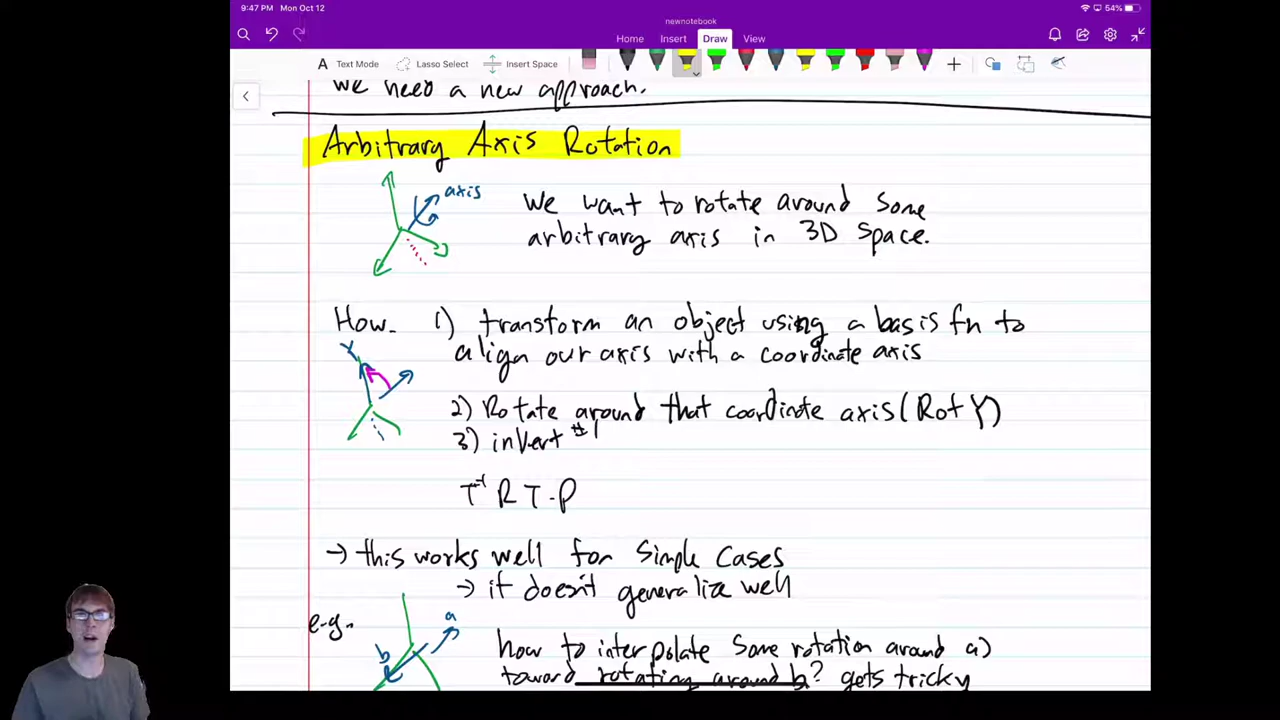 9:47 PM Mon Oct 12
54%
newnotebook
Home Insert Draw View
Text Mode Lasso Select Insert Space
we need a new approach.
Arbitrary Axis Rotation
axis
We want to rotate around some
arbitrary axis in 3D Space.
How. 1) transform an object using a basis fn to
align our axis with a coordinate axis
Y
2) Rotate around that coordinate axis (Rot Y)
3) invert #1
T⁻¹ R T · P
→ this works well for simple cases
→ it doesn't generalize well
e.g.
a
b
how to interpolate some rotation around a)
toward rotating around b? gets tricky